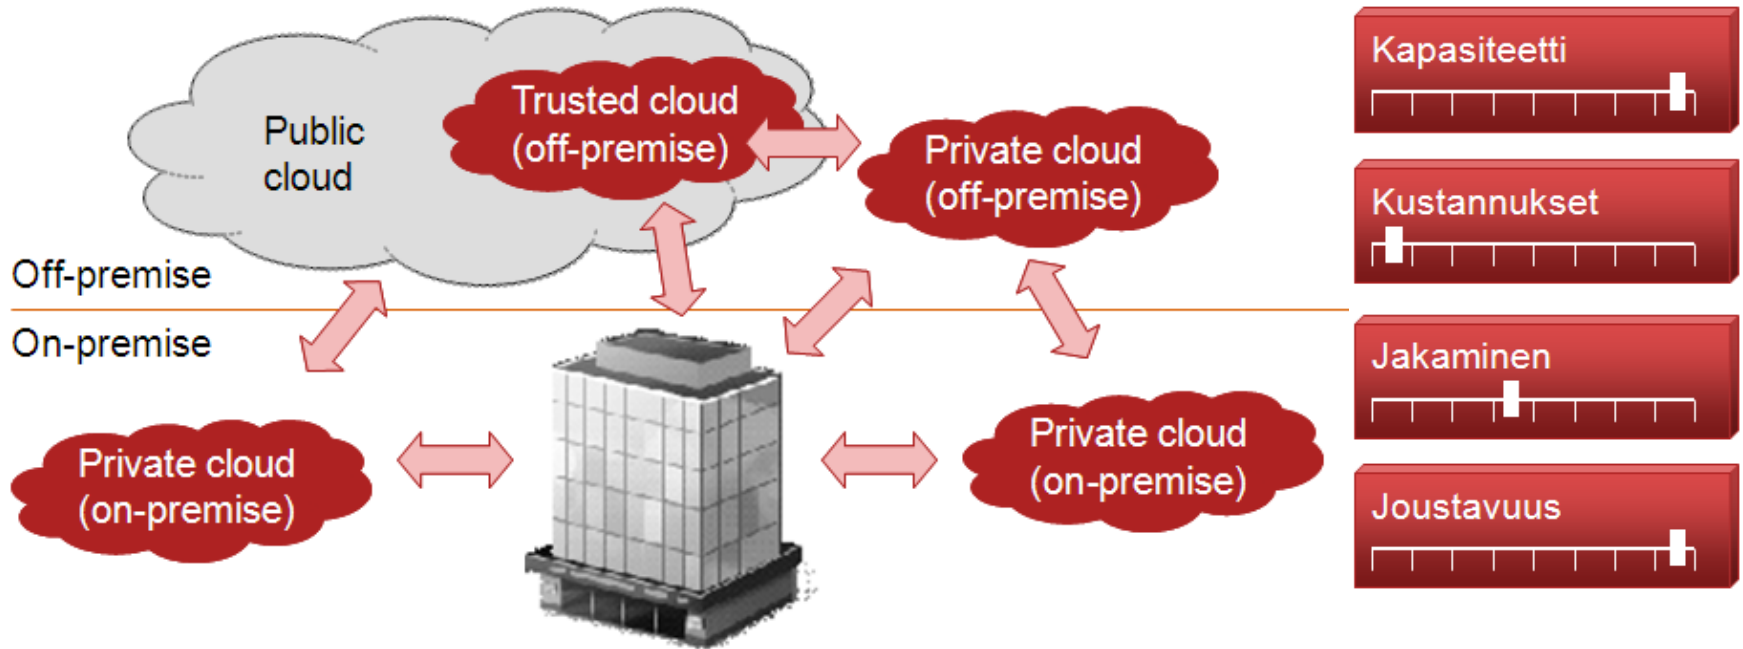 Public
cloud
Trusted cloud
(off-premise)
Private cloud
(off-premise)
Off-premise
On-premise
Private cloud
(on-premise)
Private cloud
(on-premise)
Kapasiteetti
Kustannukset
Jakaminen
Joustavuus